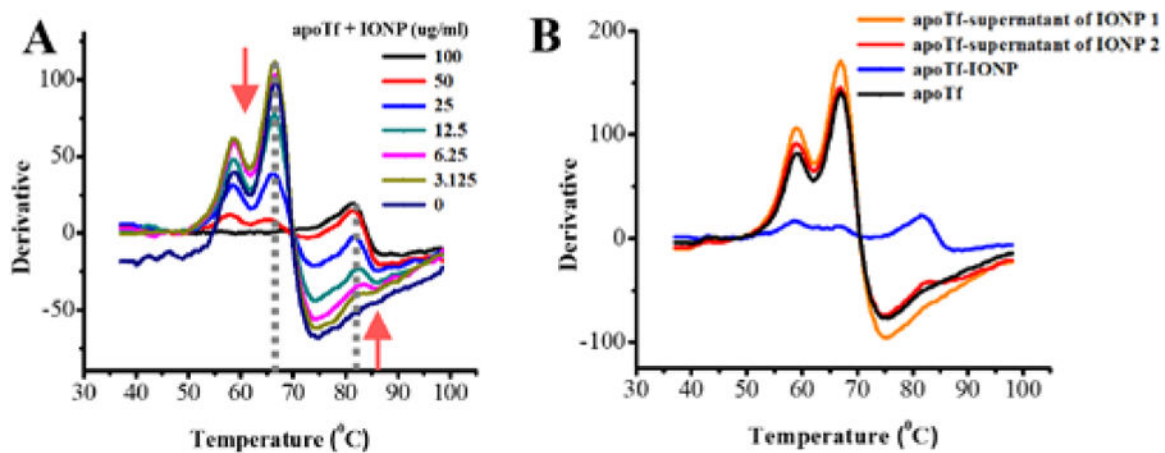 A
apoTf + IONP (ug/ml)
100
50
25
12.5
6.25
3.125
0
Derivative
100
50
0
-50
30 40 50 60 70 80 90 100
Temperature (⁰C)
B
apoTf-supernatant of IONP 1
apoTf-supernatant of IONP 2
apoTf-IONP
apoTf
Derivative
200
100
0
-100
30 40 50 60 70 80 90 100
Temperature (⁰C)